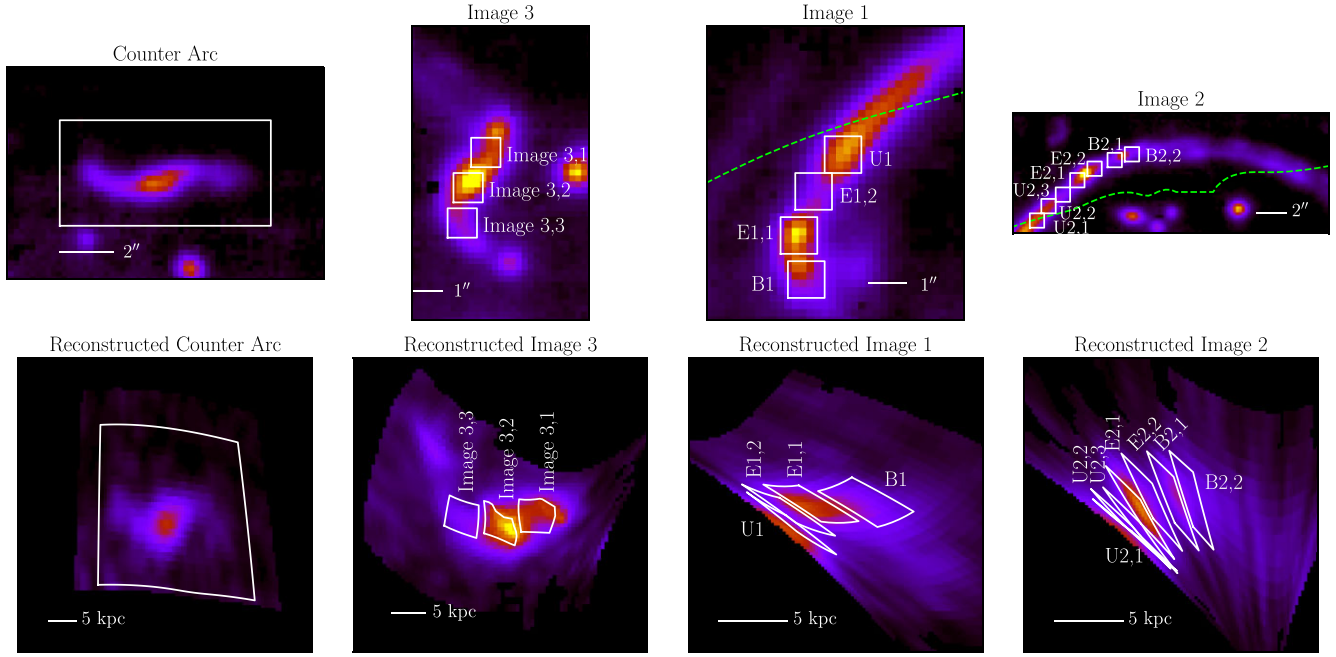 Counter Arc
2″
Image 3
Image 3,1
Image 3,2
Image 3,3
1″
Image 1
U1
E1,2
E1,1
B1
1″
Image 2
B2,1
E2,2
B2,2
E2,1
U2,3
U2,2
U2,1
2″
Reconstructed Counter Arc
5 kpc
Reconstructed Image 3
Image 3,3
Image 3,2
Image 3,1
5 kpc
Reconstructed Image 1
E1,2
E1,1
B1
U1
5 kpc
Reconstructed Image 2
U2,2
U2,3
E2,1
E2,2
B2,1
B2,2
U2,1
5 kpc